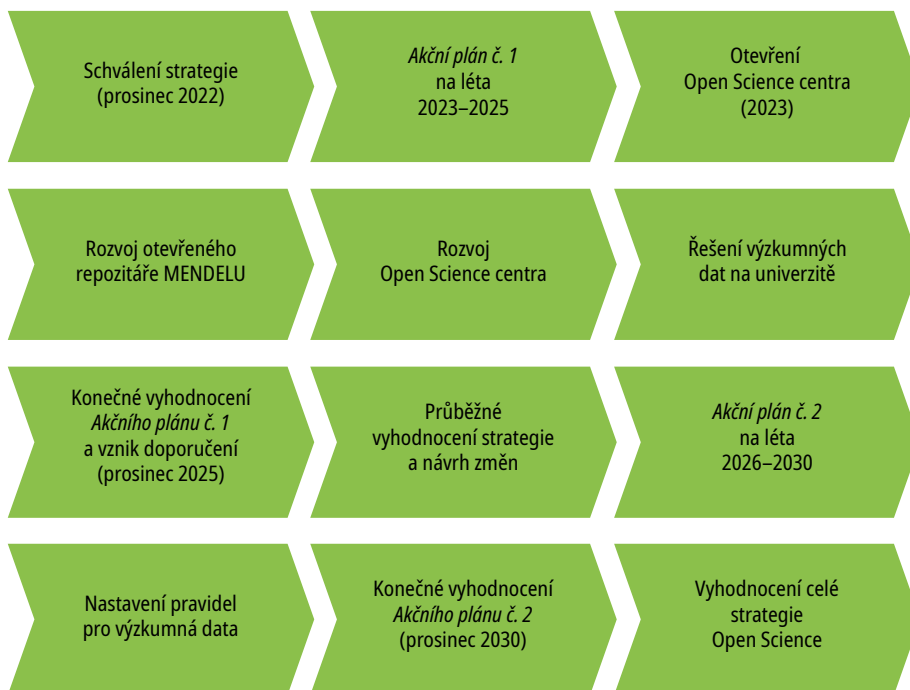 Schválení strategie
(prosinec 2022)
Akční plán č. 1
na léta
2023–2025
Otevření
Open Science centra
(2023)
Rozvoj otevřeného
repozitáře MENDELU
Rozvoj
Open Science centra
Řešení výzkumných
dat na univerzitě
Konečné vyhodnocení
Akčního plánu č. 1
a vznik doporučení
(prosinec 2025)
Průběžné
vyhodnocení strategie
a návrh změn
Akční plán č. 2
na léta
2026–2030
Nastavení pravidel
pro výzkumná data
Konečné vyhodnocení
Akčního plánu č. 2
(prosinec 2030)
Vyhodnocení celé
strategie
Open Science